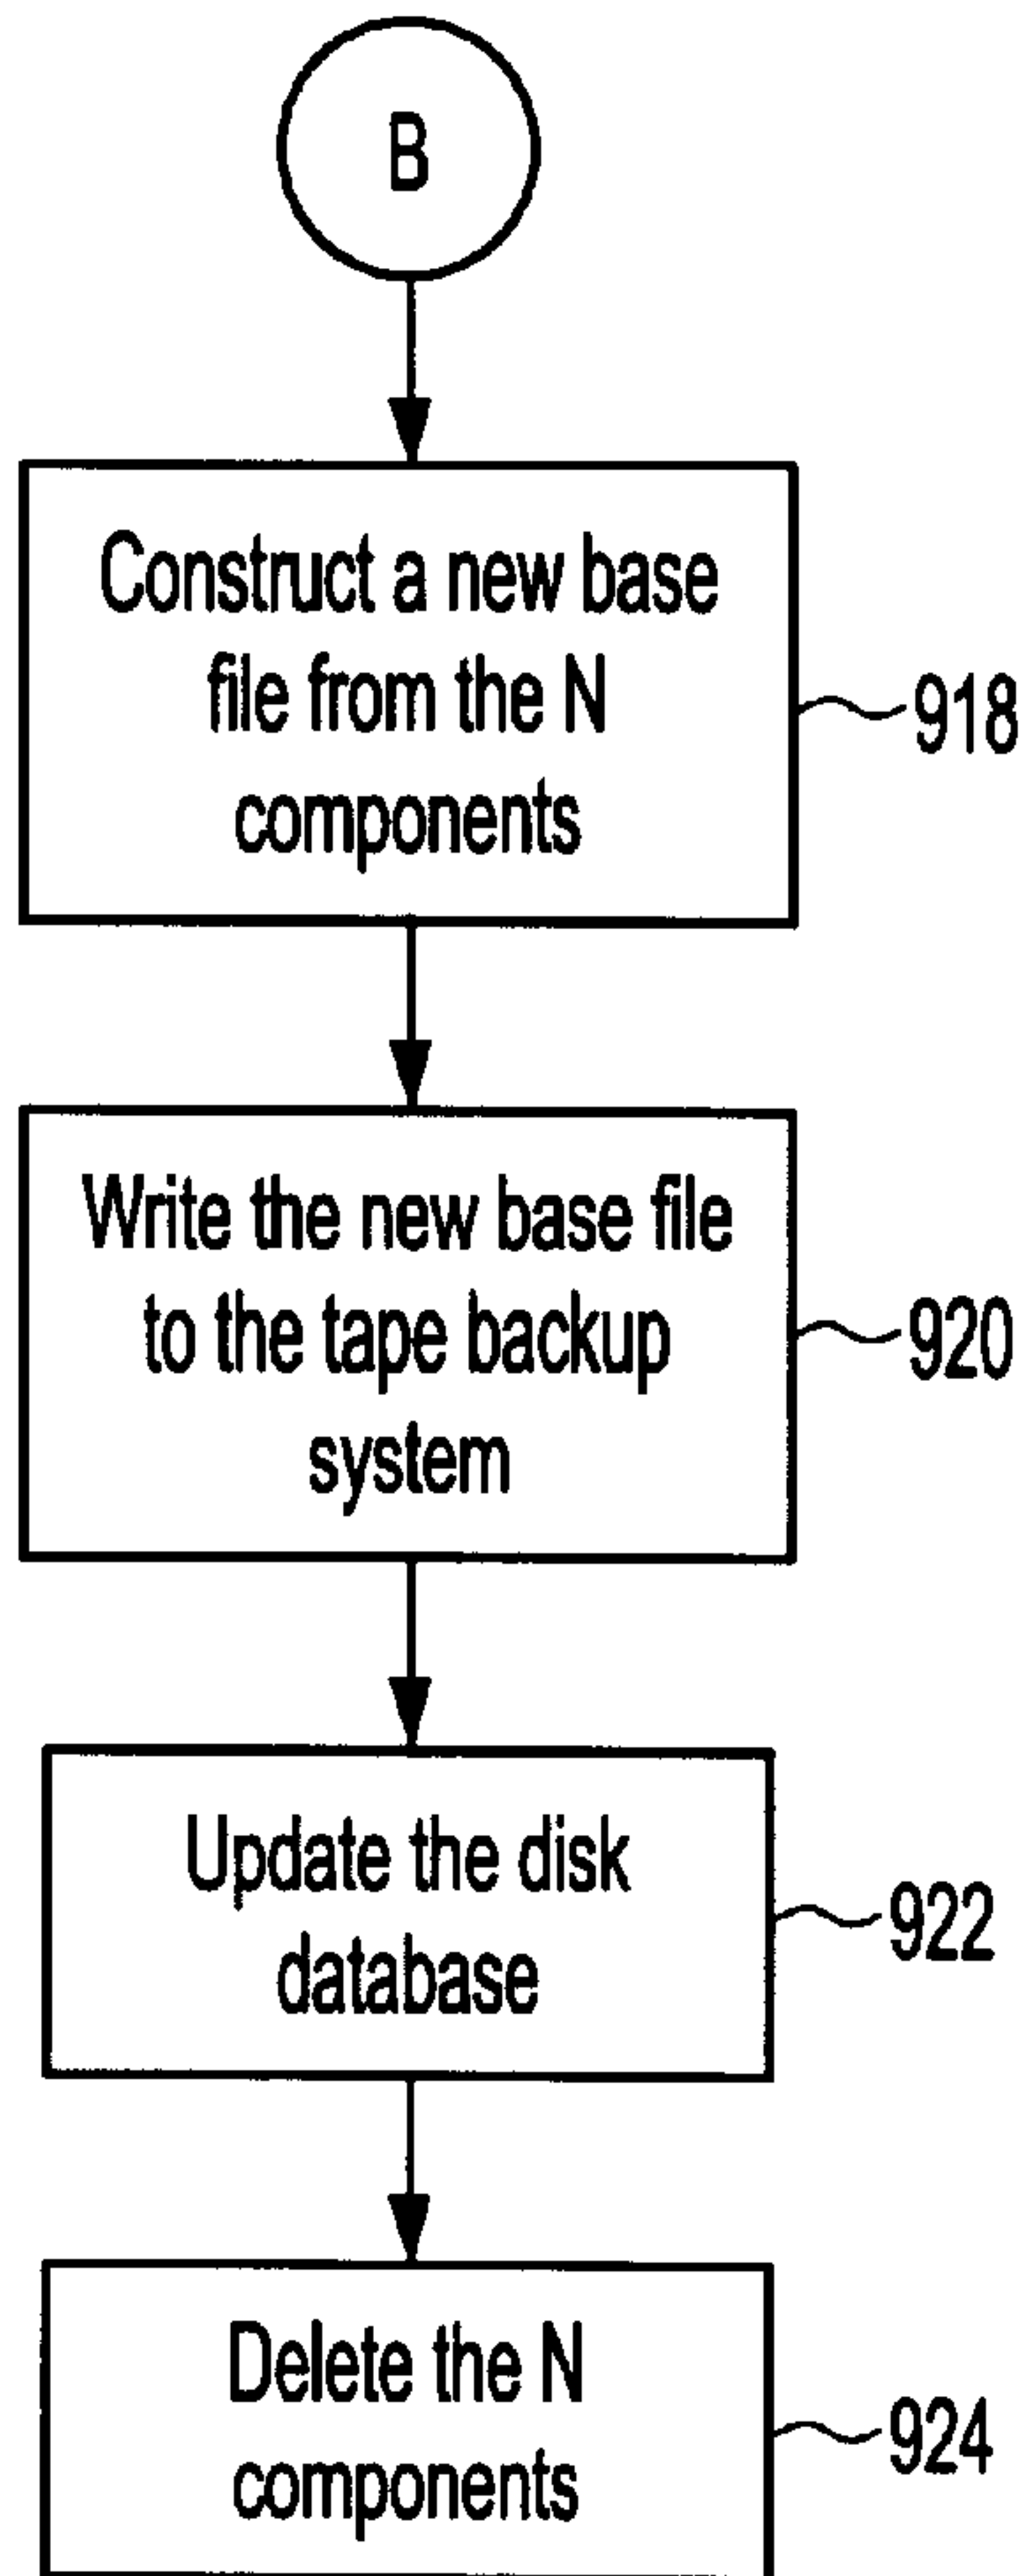 B
Construct a new base
file from the N
components
918
Write the new base file
to the tape backup
system
920
Update the disk
database
922
Delete the N
components
924